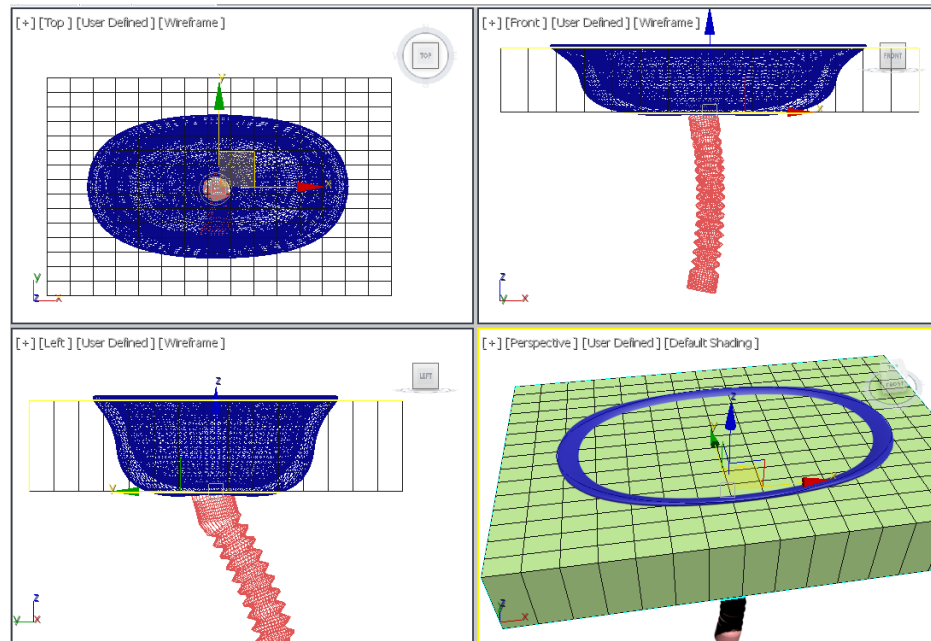 [+] [Top ] [User Defined ] [Wireframe ]
TOP
y
x
y
z x
[+] [Front ] [User Defined ] [Wireframe ]
FRONT
x
z
x
[+] [Left ] [User Defined ] [Wireframe ]
LEFT
z
y
z
y x
[+] [Perspective ] [User Defined ] [Default Shading ]
FRONT
z
y
x
z
x